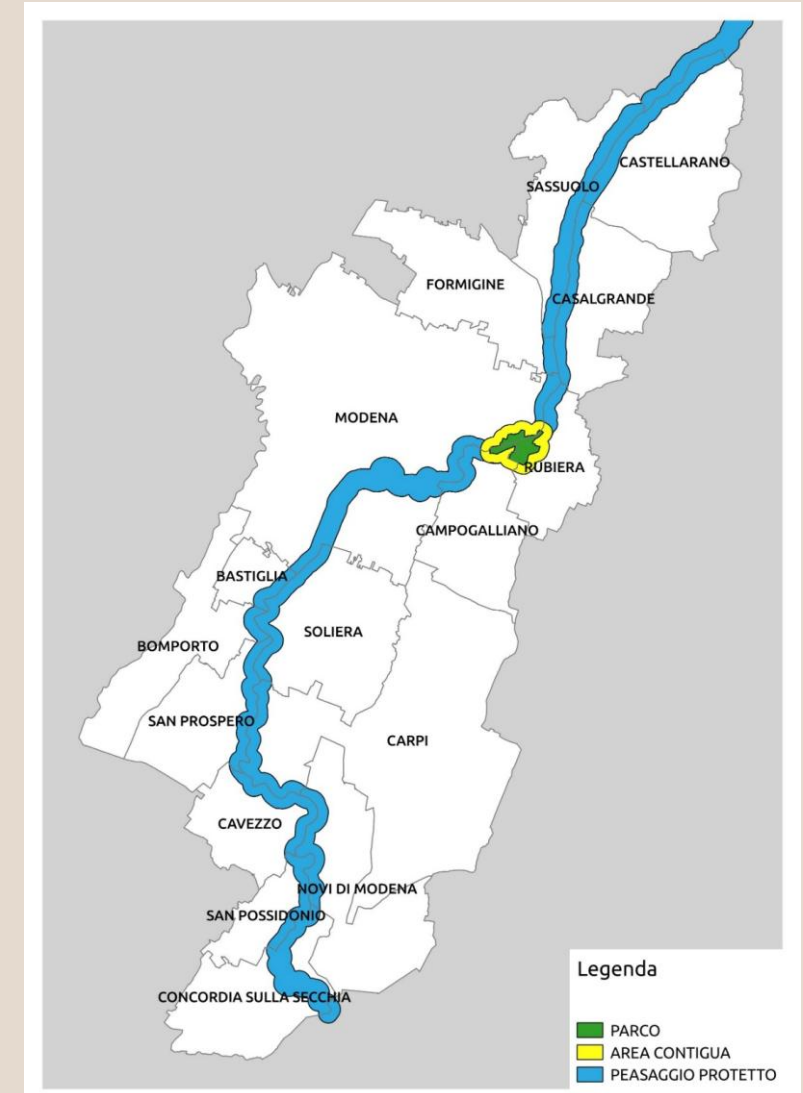 CASTELLARANO
SASSUOLO
FORMIGINE
CASALGRANDE
MODENA
RUBIERA
CAMPOGALLIANO
BASTIGLIA
SOLIERA
BOMPORTO
SAN PROSPERO
CARPI
CAVEZZO
NOVI DI MODENA
SAN POSSIDONIO
CONCORDIA SULLA SECCHIA
Legenda
PARCO
AREA CONTIGUA
PEASAGGIO PROTETTO